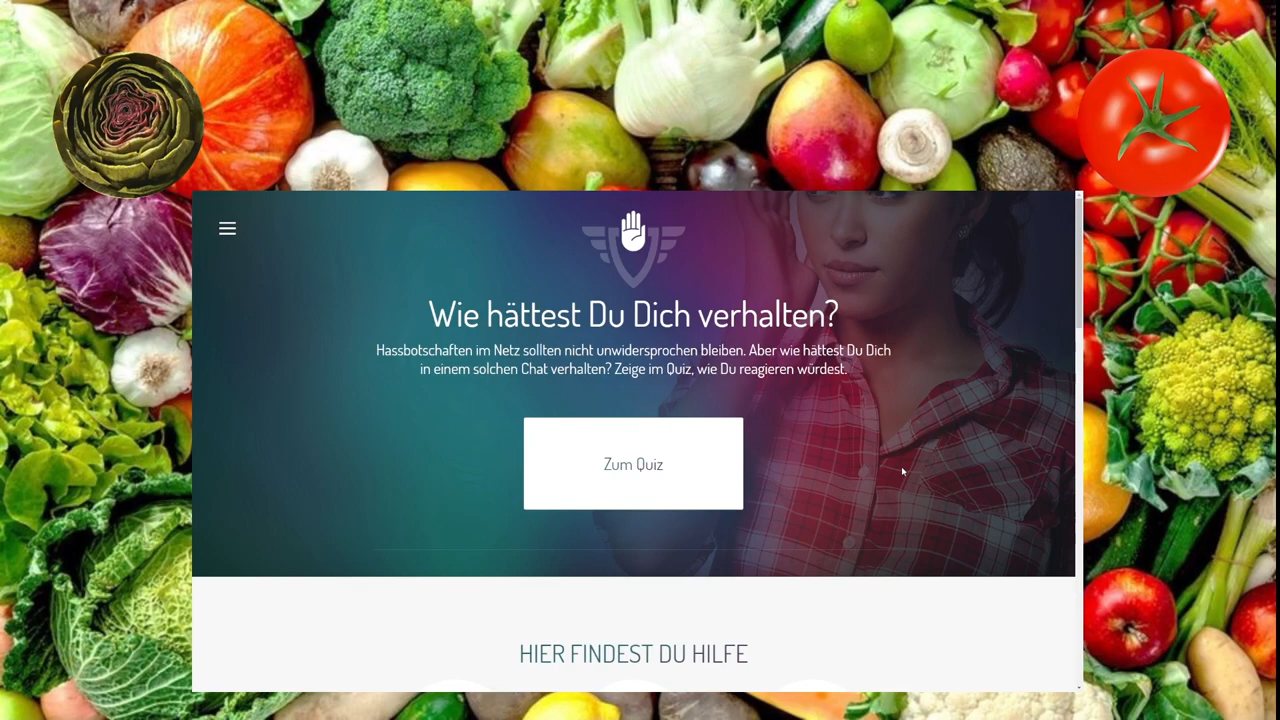 Wie hättest Du Dich verhalten?
Hassbotschaften im Netz sollten nicht unwidersprochen bleiben. Aber wie hättest Du Dich
in einem solchen Chat verhalten? Zeige im Quiz, wie Du reagieren würdest.
Zum Quiz
HIER FINDEST DU HILFE